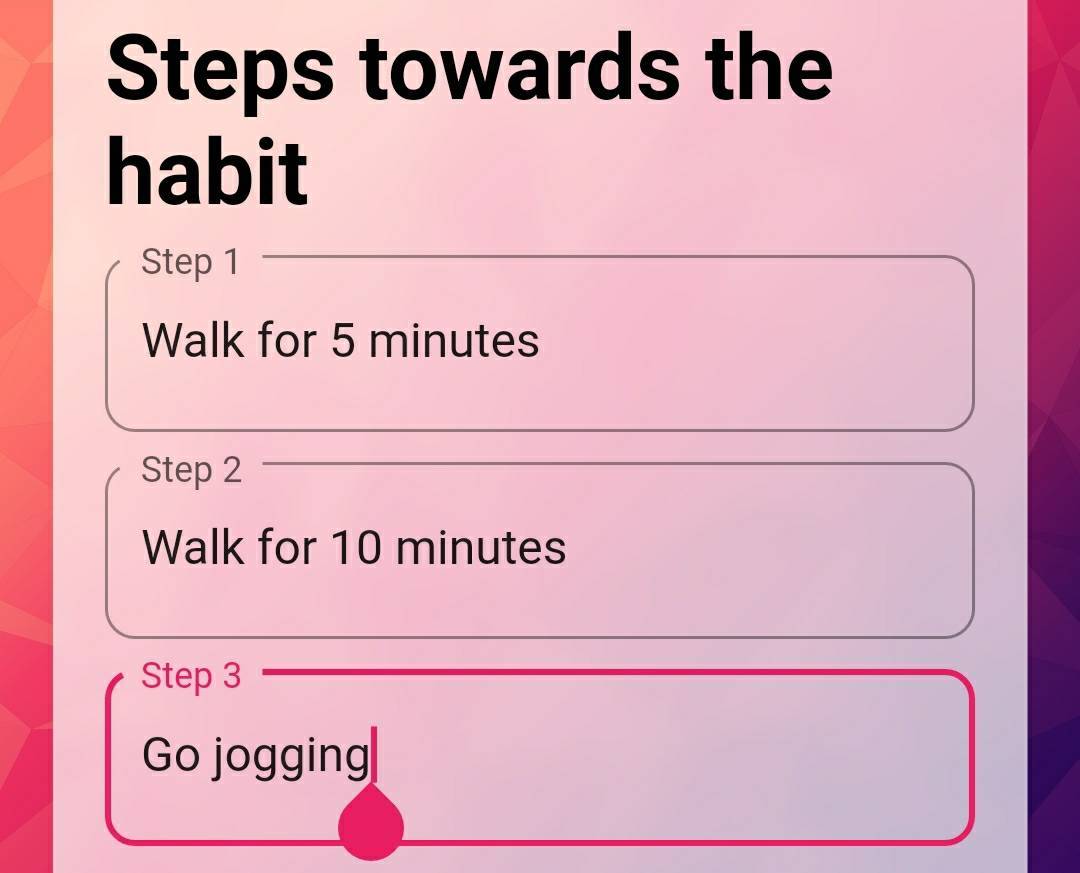 Steps towards the
habit
Step 1
Walk for 5 minutes
Step 2
Walk for 10 minutes
Step 3
Go jogging